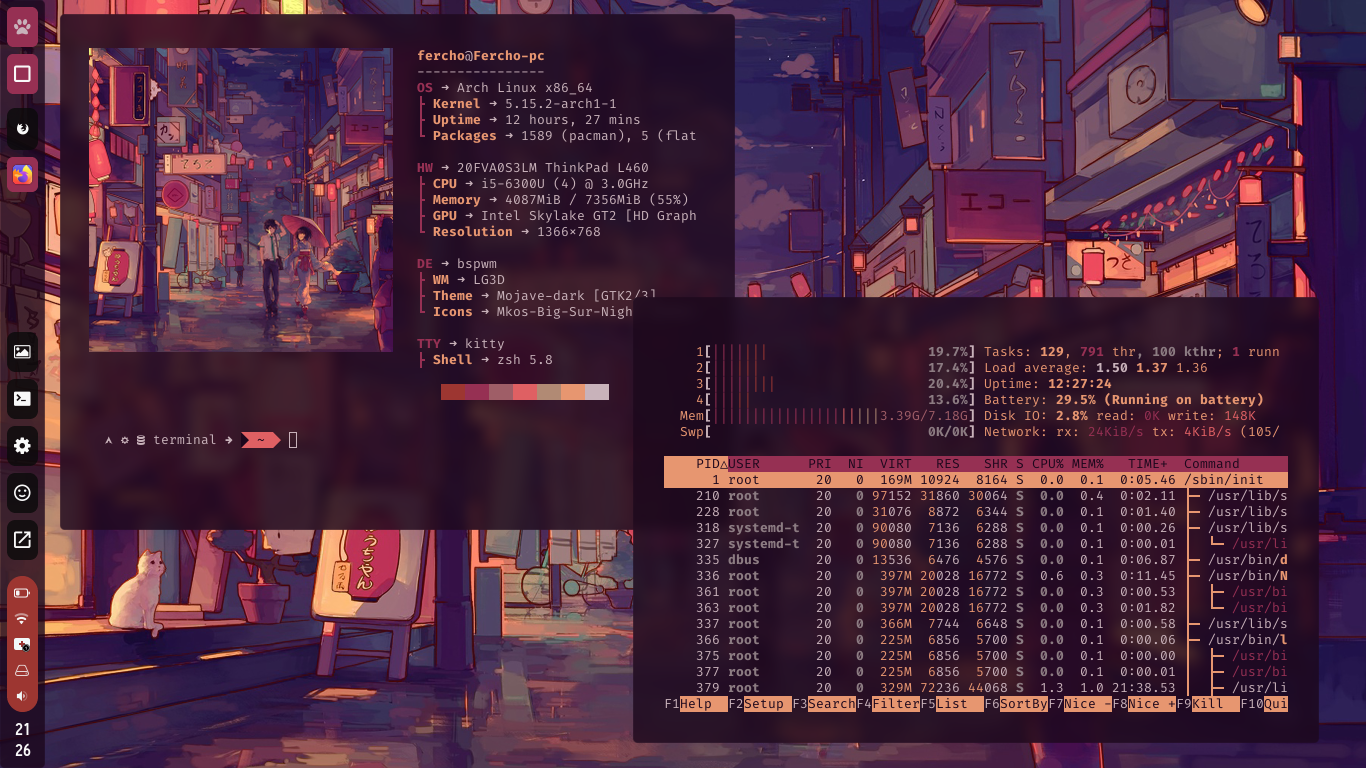 fercho@Fercho-pc
----------------
OS → Arch Linux x86_64
├ Kernel → 5.15.2-arch1-1
├ Uptime → 12 hours, 27 mins
└ Packages → 1589 (pacman), 5 (flat
HW → 20FVA0S3LM ThinkPad L460
├ CPU → i5-6300U (4) @ 3.0GHz
├ Memory → 4087MiB / 7356MiB (55%)
├ GPU → Intel Skylake GT2 [HD Graph
└ Resolution → 1366×768
DE → bspwm
├ WM → LG3D
├ Theme → Mojave-dark [GTK2/3]
└ Icons → Mkos-Big-Sur-Nigh
TTY → kitty
├ Shell → zsh 5.8
terminal → ~
1[||||||| 19.7%] Tasks: 129, 791 thr, 100 kthr; 1 runn
2[|||||| 17.4%] Load average: 1.50 1.37 1.36
3[|||||||| 20.4%] Uptime: 12:27:24
4[||||| 13.6%] Battery: 29.5% (Running on battery)
Mem[|||||||||||||||||||||3.39G/7.18G] Disk IO: 2.8% read: 0K write: 148K
Swp[ 0K/0K] Network: rx: 24KiB/s tx: 4KiB/s (105/
PID△USER PRI NI VIRT RES SHR S CPU% MEM% TIME+ Command
1 root 20 0 169M 10924 8164 S 0.0 0.1 0:05.46 /sbin/init
210 root 20 0 97152 31860 30064 S 0.0 0.4 0:02.11 ├─ /usr/lib/s
228 root 20 0 31076 8872 6344 S 0.0 0.1 0:01.40 ├─ /usr/lib/s
318 systemd-t 20 0 90080 7136 6288 S 0.0 0.1 0:00.26 ├─ /usr/lib/s
327 systemd-t 20 0 90080 7136 6288 S 0.0 0.1 0:00.01 │ └─ /usr/li
335 dbus 20 0 13536 6476 4576 S 0.0 0.1 0:06.87 ├─ /usr/bin/d
336 root 20 0 397M 20028 16772 S 0.6 0.3 0:11.45 ├─ /usr/bin/N
361 root 20 0 397M 20028 16772 S 0.0 0.3 0:00.53 │ ├─ /usr/bi
363 root 20 0 397M 20028 16772 S 0.0 0.3 0:01.82 │ └─ /usr/bi
337 root 20 0 366M 7744 6648 S 0.0 0.1 0:00.58 ├─ /usr/lib/s
366 root 20 0 225M 6856 5700 S 0.0 0.1 0:00.06 ├─ /usr/bin/l
375 root 20 0 225M 6856 5700 S 0.0 0.1 0:00.00 │ ├─ /usr/bi
377 root 20 0 225M 6856 5700 S 0.0 0.1 0:00.01 │ ├─ /usr/bi
379 root 20 0 329M 72236 44068 S 1.3 1.0 21:38.53 │ ├─ /usr/li
F1Help F2Setup F3SearchF4FilterF5List F6SortByF7Nice -F8Nice +F9Kill F10Qui
エコー
つさ
エコー
21
26